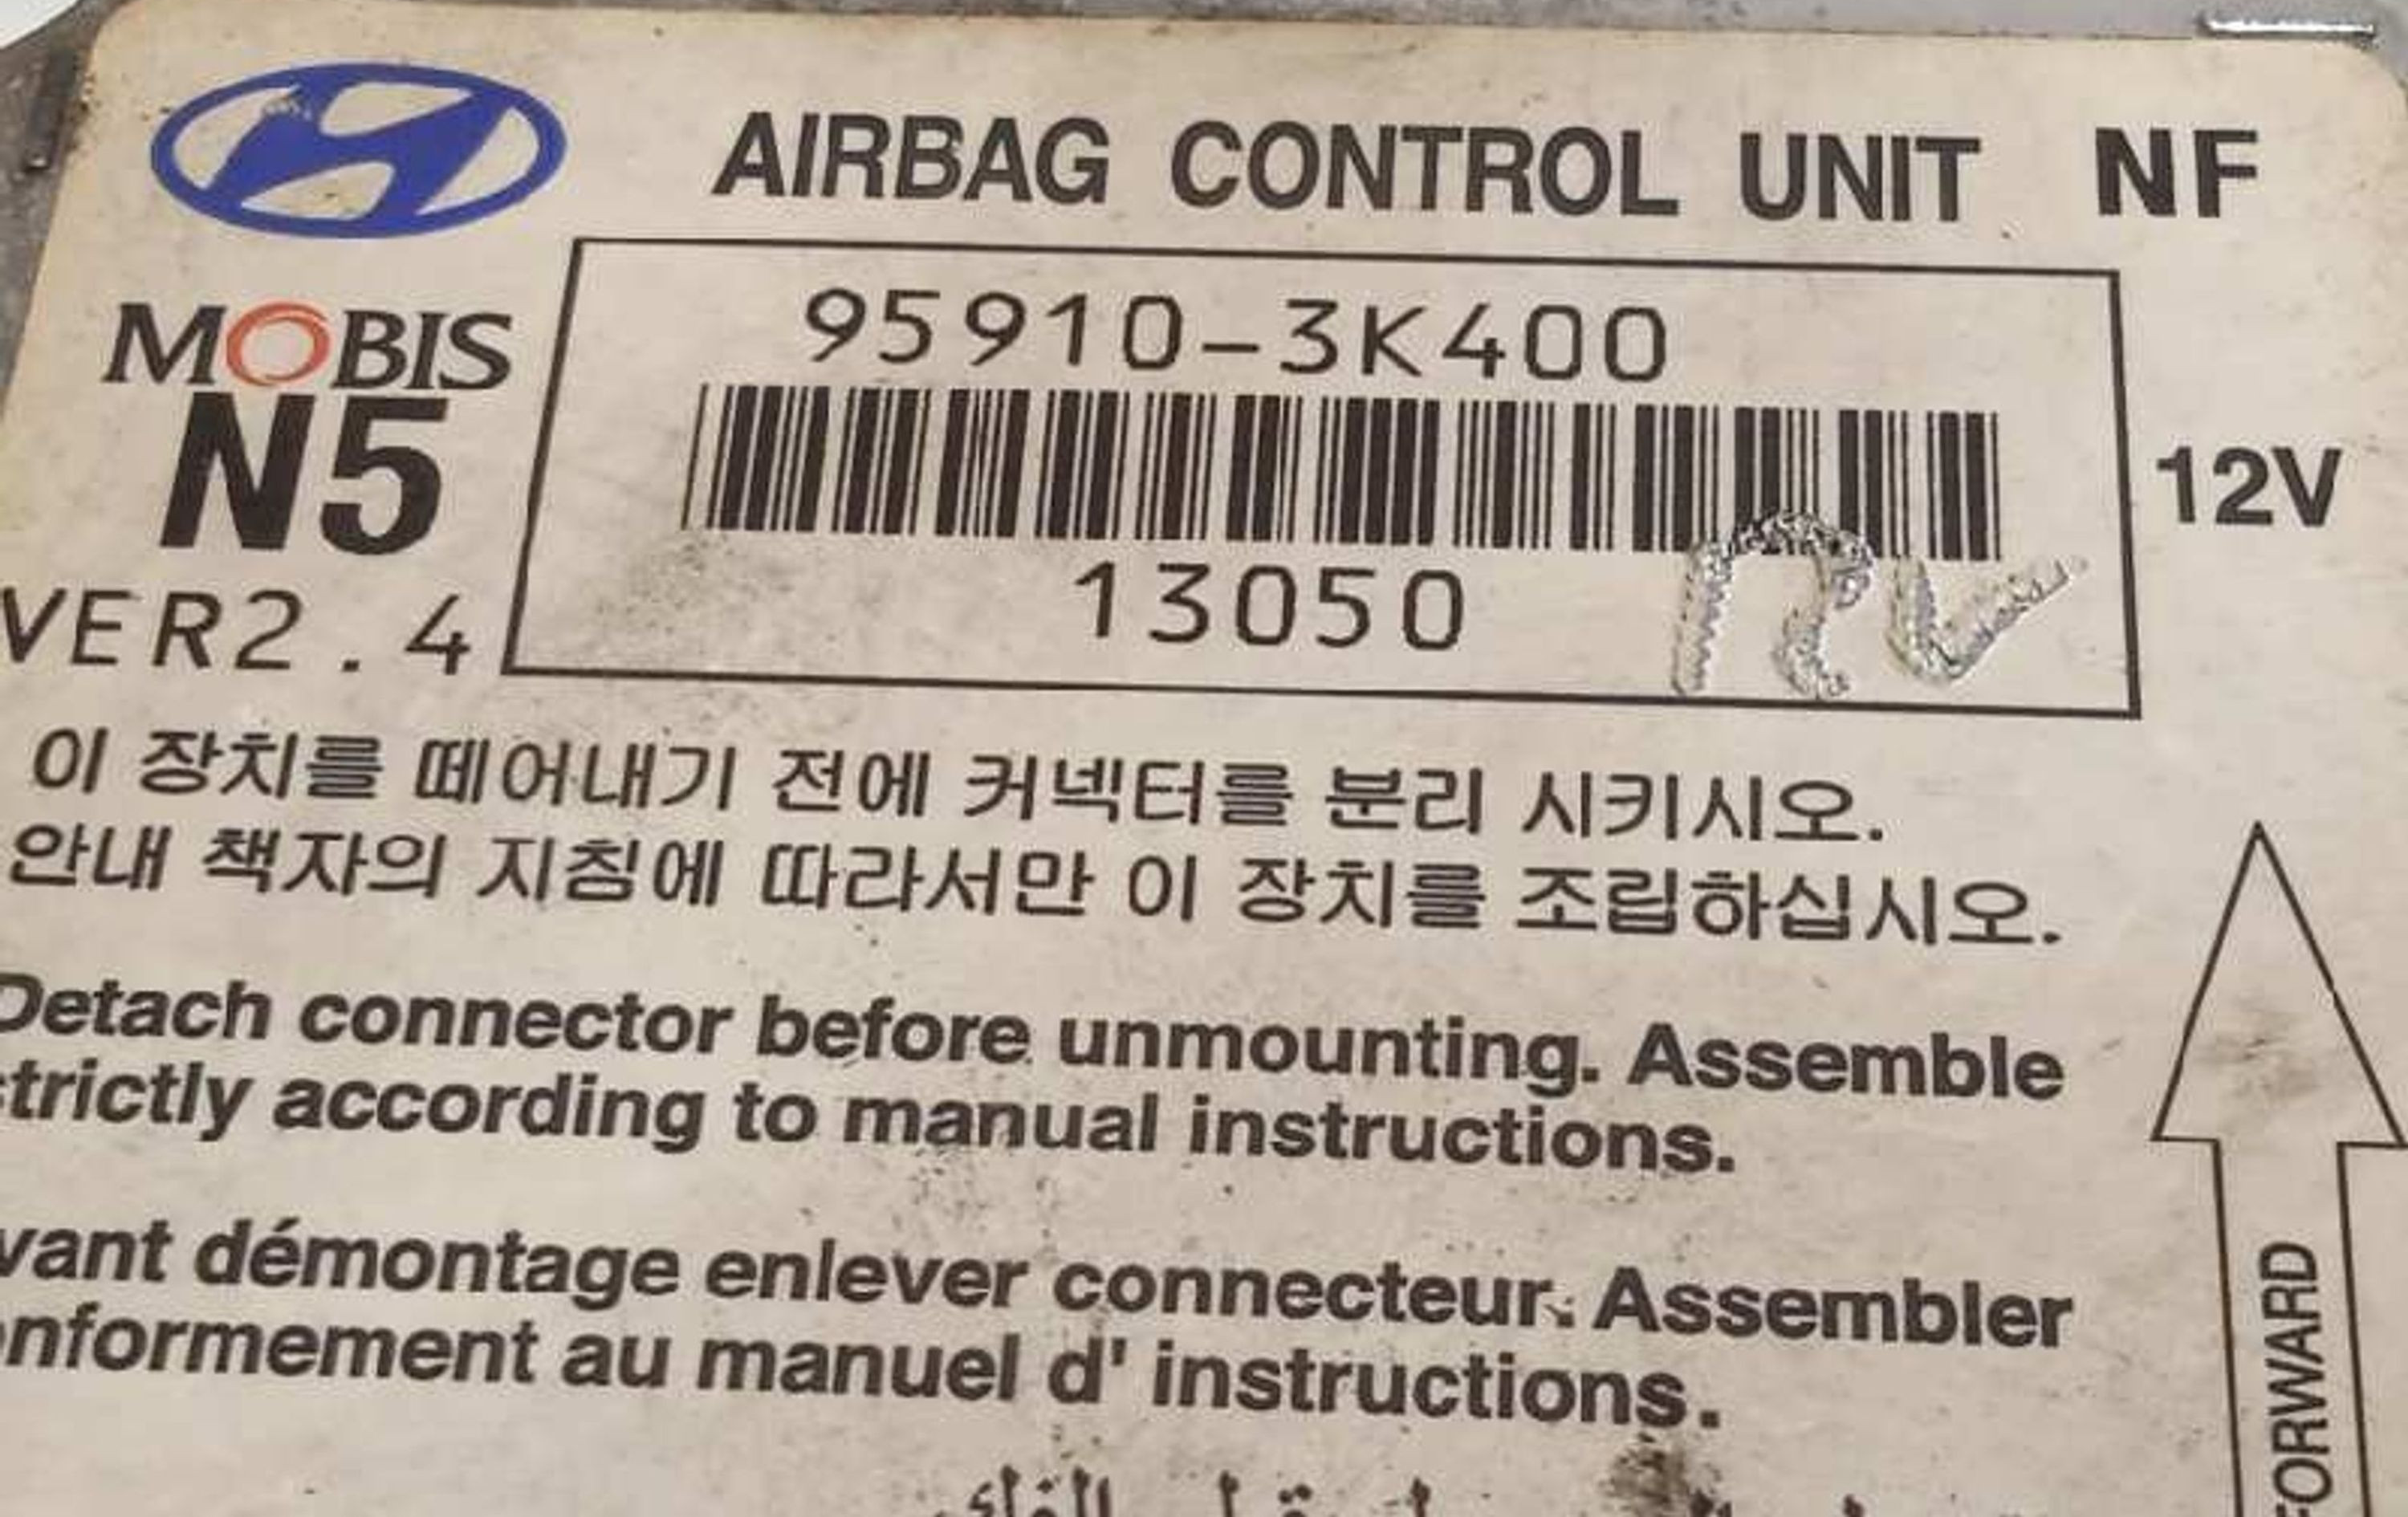 AIRBAG CONTROL UNIT NF
MOBIS
95910-3K400
N5
12V
VER2.4
13050
이 장치를 떼어내기 전에 커넥터를 분리 시키시오.
안내 책자의 지침에 따라서만 이 장치를 조립하십시오.
Detach connector before unmounting. Assemble
strictly according to manual instructions.
vant démontage enlever connecteur. Assembler
onformement au manuel d' instructions.
FORWARD